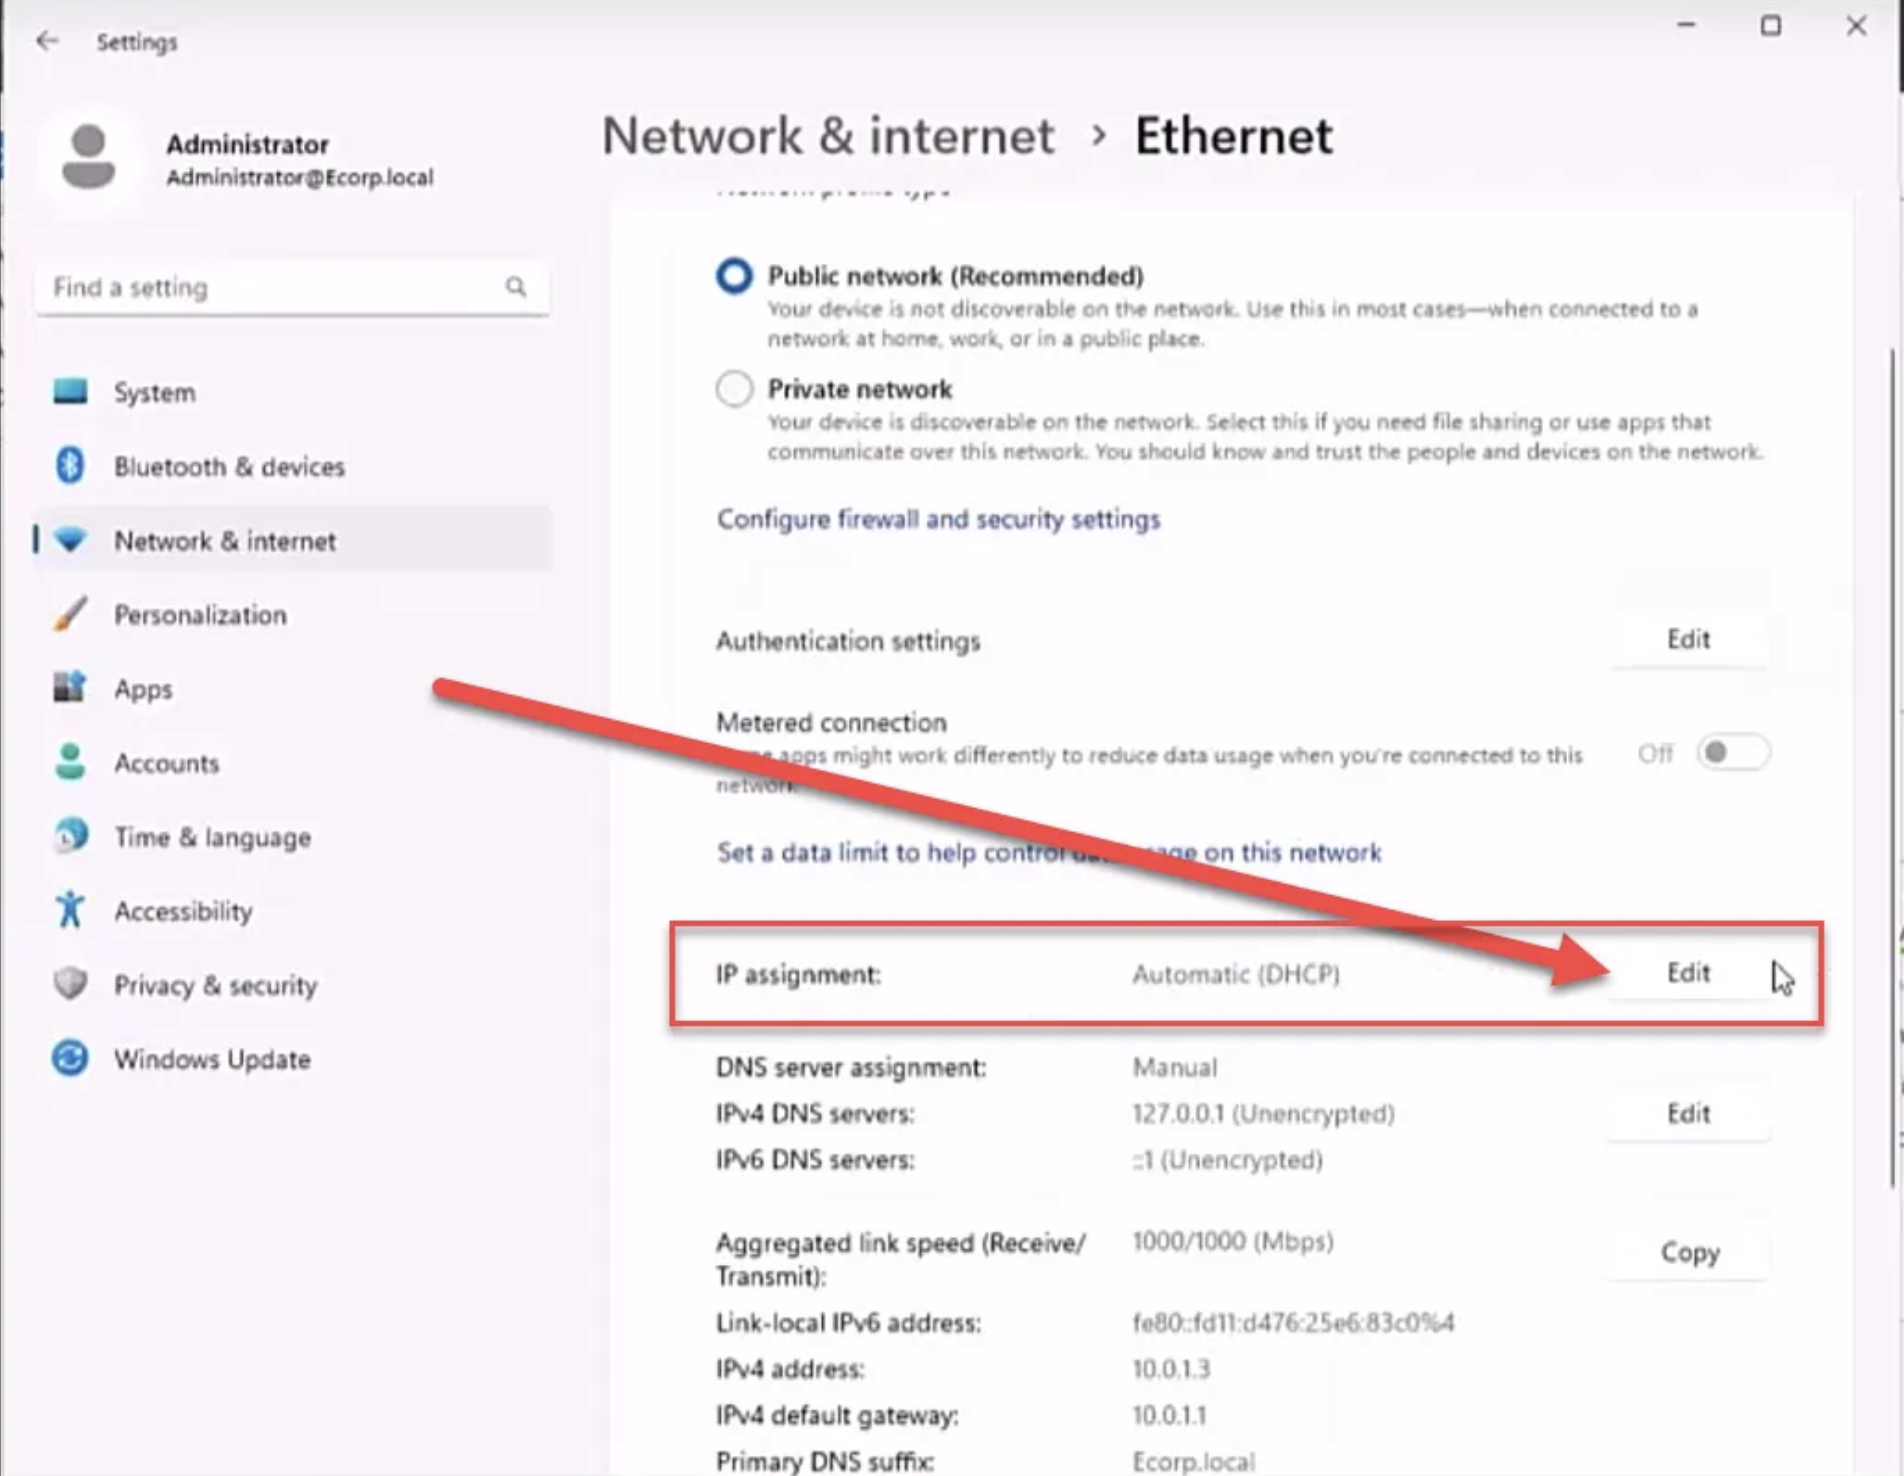 Settings
Administrator
Administrator@Ecorp.local
Find a setting
System
Bluetooth & devices
Network & internet
Personalization
Apps
Accounts
Time & language
Accessibility
Privacy & security
Windows Update
Network & internet > Ethernet
Public network (Recommended)
Your device is not discoverable on the network. Use this in most cases—when connected to a
network at home, work, or in a public place.
Private network
Your device is discoverable on the network. Select this if you need file sharing or use apps that
communicate over this network. You should know and trust the people and devices on the network.
Configure firewall and security settings
Authentication settings Edit
Metered connection
apps might work differently to reduce data usage when you're connected to this Off
network
Set a data limit to help control on this network
IP assignment: Automatic (DHCP) Edit
DNS server assignment: Manual
IPv4 DNS servers: 127.0.0.1 (Unencrypted) Edit
IPv6 DNS servers: ::1 (Unencrypted)
Aggregated link speed (Receive/ 1000/1000 (Mbps) Copy
Transmit):
Link-local IPv6 address: fe80::fd11:d476:25e6:83c0%4
IPv4 address: 10.0.1.3
IPv4 default gateway: 10.0.1.1
Primary DNS suffix: Ecorp.local